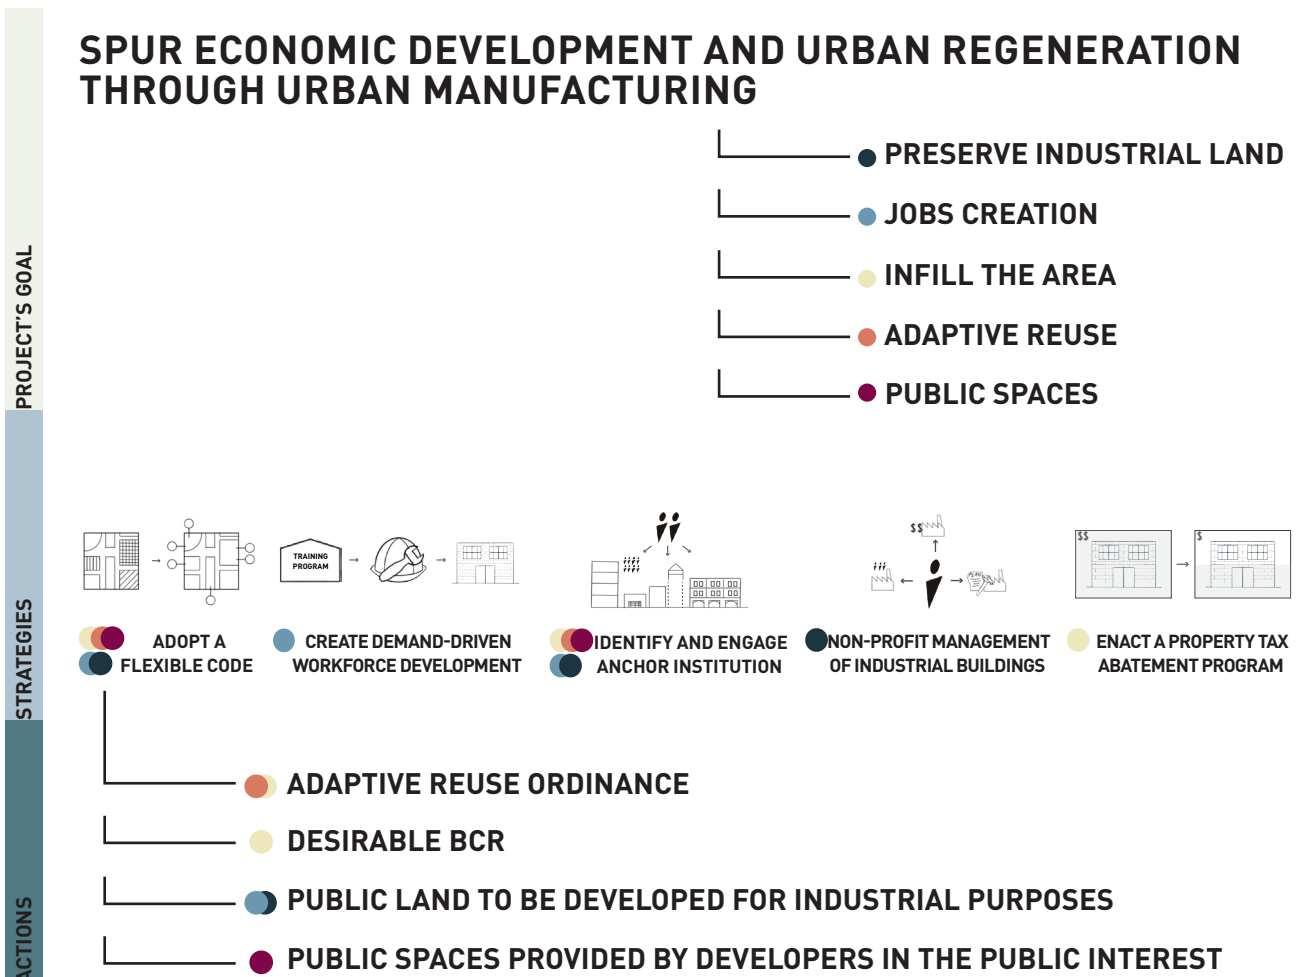 SPUR ECONOMIC DEVELOPMENT AND URBAN REGENERATION
THROUGH URBAN MANUFACTURING
PRESERVE INDUSTRIAL LAND
JOBS CREATION
INFILL THE AREA
ADAPTIVE REUSE
PUBLIC SPACES
PROJECT'S GOAL
TRAINING
PROGRAM
$$
$$
$
ADOPT A
FLEXIBLE CODE
CREATE DEMAND-DRIVEN
WORKFORCE DEVELOPMENT
IDENTIFY AND ENGAGE
ANCHOR INSTITUTION
NON-PROFIT MANAGEMENT
OF INDUSTRIAL BUILDINGS
ENACT A PROPERTY TAX
ABATEMENT PROGRAM
STRATEGIES
ADAPTIVE REUSE ORDINANCE
DESIRABLE BCR
PUBLIC LAND TO BE DEVELOPED FOR INDUSTRIAL PURPOSES
PUBLIC SPACES PROVIDED BY DEVELOPERS IN THE PUBLIC INTEREST
ACTIONS